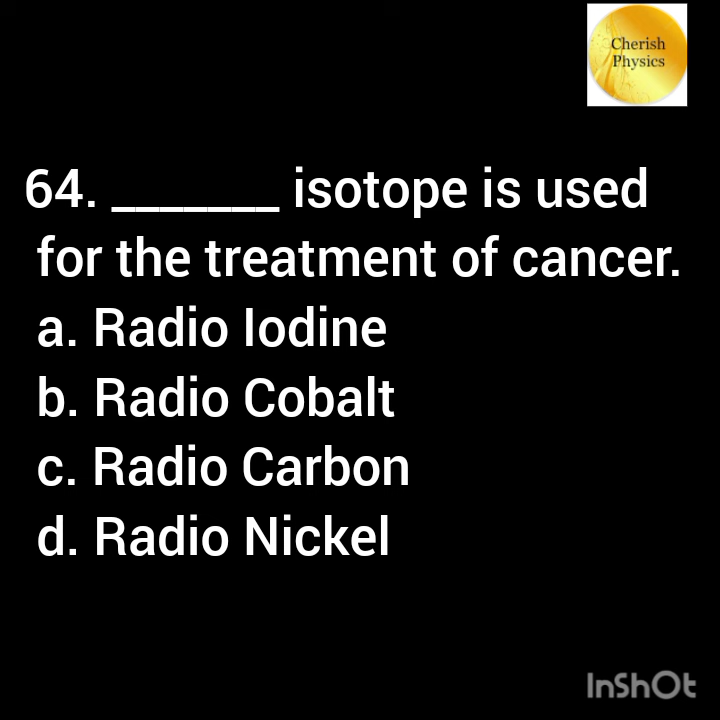 Cherish
Physics
64. _______ isotope is used
for the treatment of cancer.
a. Radio Iodine
b. Radio Cobalt
c. Radio Carbon
d. Radio Nickel
InShOt